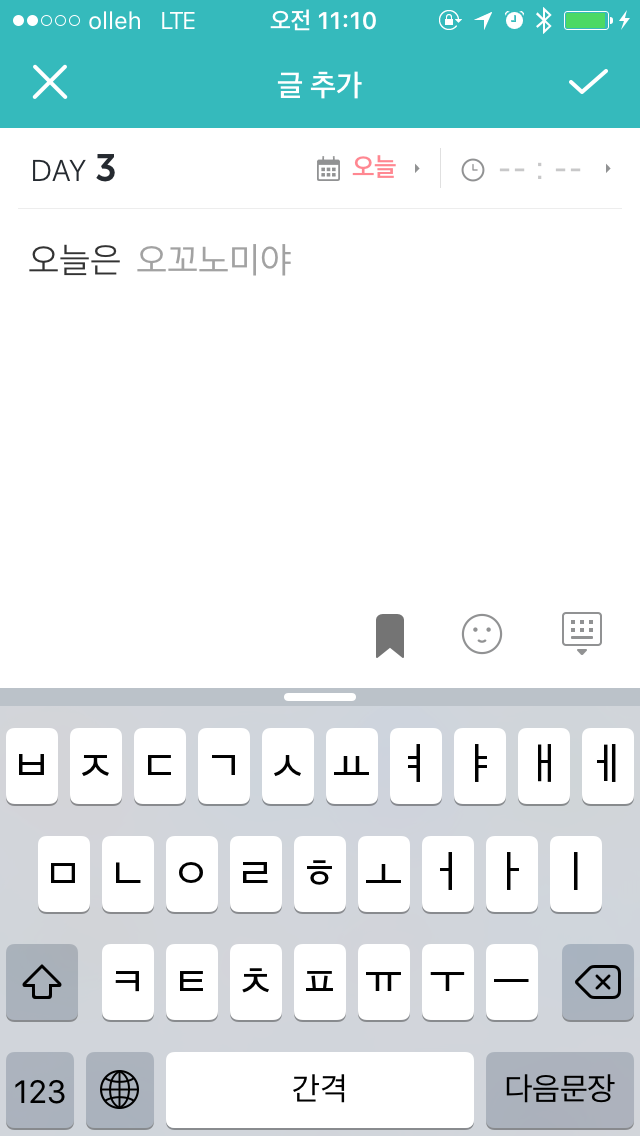 olleh LTE 오전 11:10
글 추가
DAY 3 오늘 -- : --
오늘은 오꼬노미야
ㅂ ㅈ ㄷ ㄱ ㅅ ㅛ ㅕ ㅑ ㅐ ㅔ
ㅁ ㄴ ㅇ ㄹ ㅎ ㅗ ㅓ ㅏ ㅣ
ㅋ ㅌ ㅊ ㅍ ㅠ ㅜ ㅡ
123 간격 다음문장